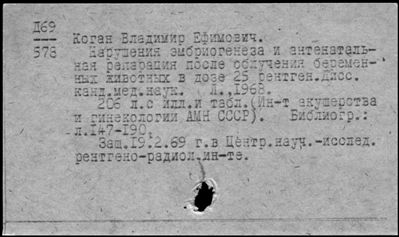 Д69
---
578
Коган Владимир Ефимович.
Нарушения эмбриогенеза и антенаталь-
ная репарация после облучения беремен-
ных животных в дозе 25 рентген.Дисс.
канд.мед.наук. Л.,1968.
206 л.с илл.и табл.(Ин-т акушерства
и гинекологии АМН СССР). Библиогр.:
л.147-190.
Защ.19.2.69 г.в Центр.науч.-исслед.
рентгено-радиол.ин-те.